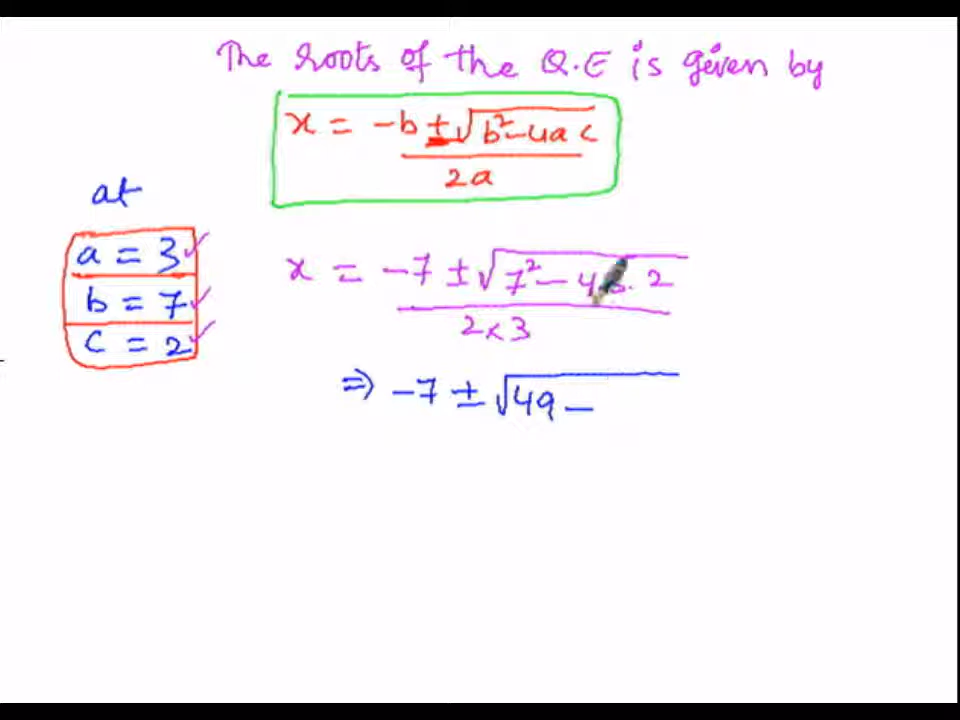 The roots of the Q.E is given by
x = -b ± √b² - 4ac
2a
at
a = 3
b = 7
c = 2
x = -7 ± √7² - 4 . 2
2 × 3
⇒ -7 ± √49 -